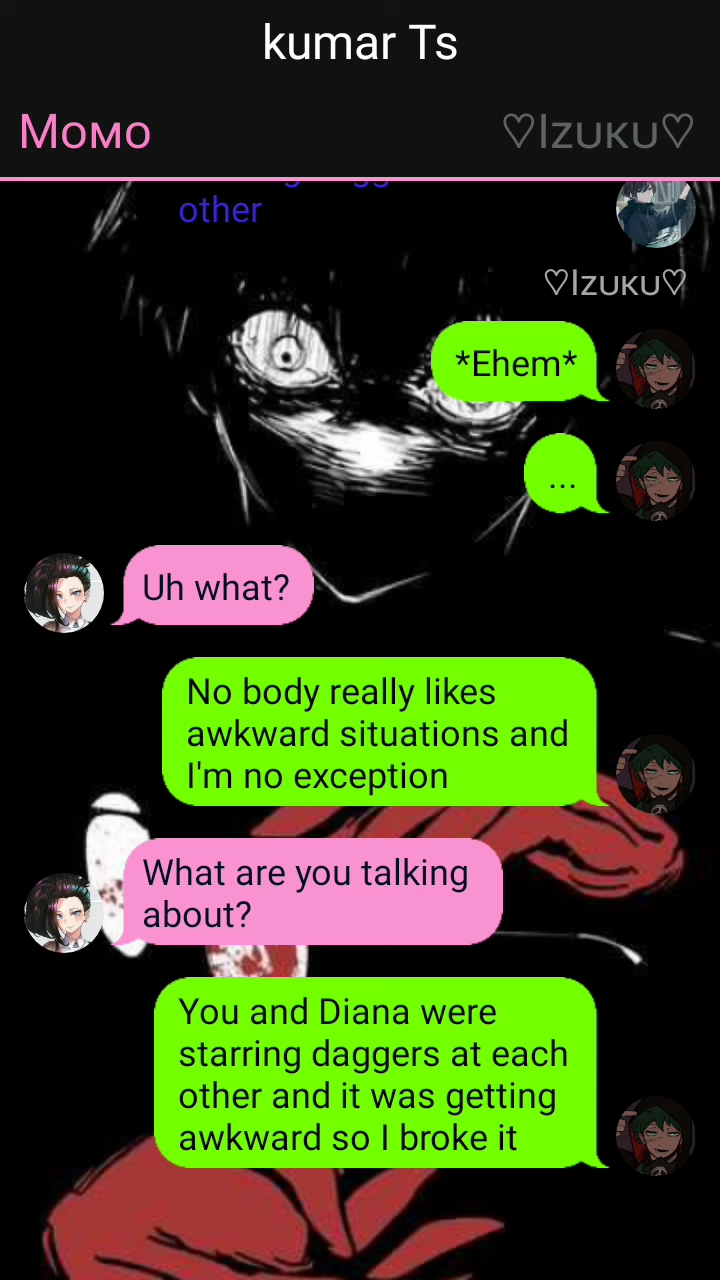 kumar Ts
Momo
♡Izuku♡
other
♡Izuku♡
*Ehem*
...
Uh what?
No body really likes
awkward situations and
I'm no exception
What are you talking
about?
You and Diana were
starring daggers at each
other and it was getting
awkward so I broke it